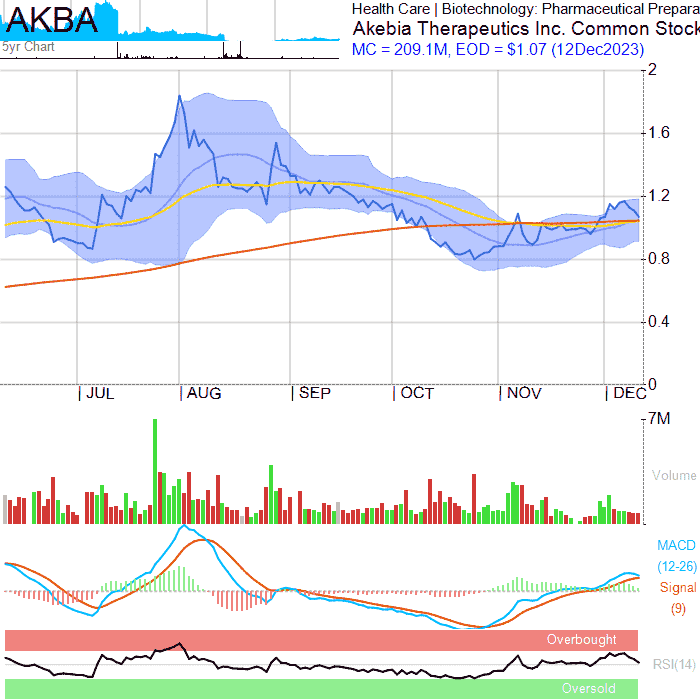 AKBA
Health Care | Biotechnology: Pharmaceutical Prepara
Akebia Therapeutics Inc. Common Stock
5yr Chart
MC = 209.1M, EOD = $1.07 (12Dec2023)
2
1.6
1.2
0.8
0.4
0
JUL AUG SEP OCT NOV DEC
7M
Volume
MACD
(12-26)
Signal
(9)
Overbought
RSI(14)
Oversold